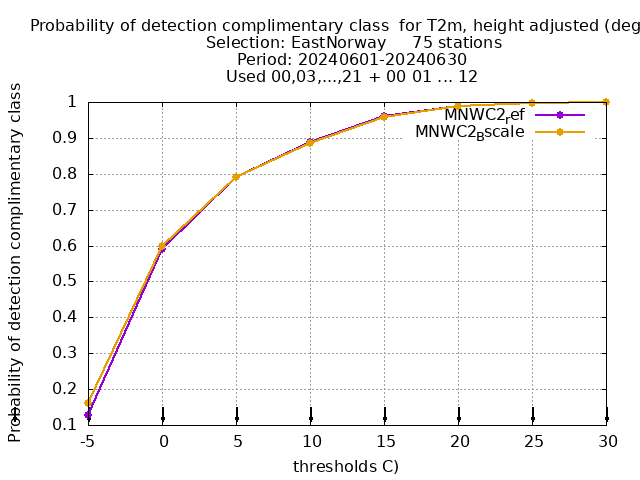 Probability of detection complimentary class  for T2m, height adjusted (deg
Selection: EastNorway     75 stations
Period: 20240601-20240630
Used 00,03,...,21 + 00 01 ... 12
Probability of detection complimentary class
1
0.9
0.8
0.7
0.6
0.5
0.4
0.3
0.2
0.1
MNWC2ref
MNWC2Bscale
-5 0 5 10 15 20 25 30
thresholds C)